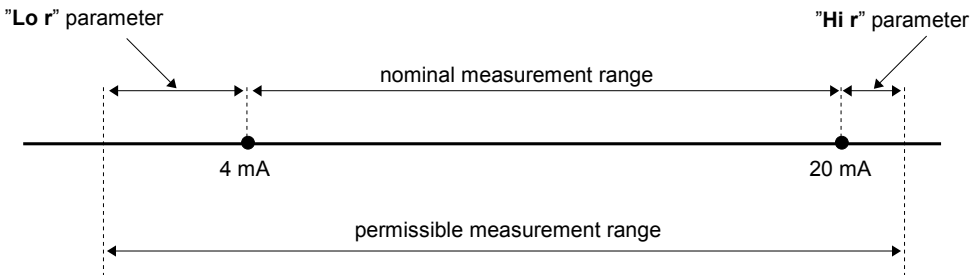 "Lo r" parameter
"Hi r" parameter
nominal measurement range
4 mA
20 mA
permissible measurement range